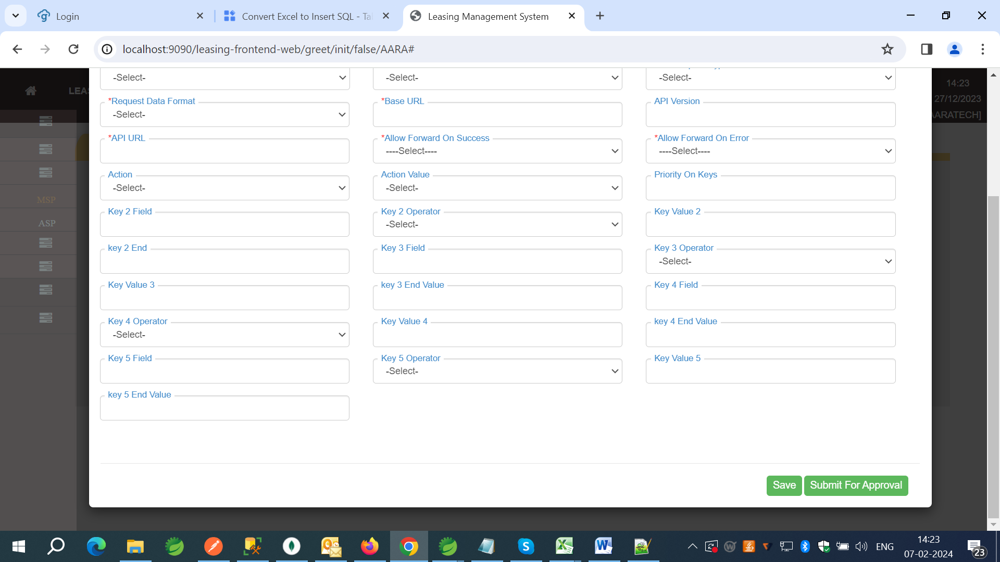 Login
Convert Excel to Insert SQL - Ta
Leasing Management System
localhost:9090/leasing-frontend-web/greet/init/false/AARA#
LEA
14:23
27/12/2023
ARATECH]
MSP
ASP
-Select-
-Select-
-Select-
*Request Data Format
-Select-
*Base URL
API Version
*API URL
*Allow Forward On Success
----Select----
*Allow Forward On Error
----Select----
Action
-Select-
Action Value
-Select-
Priority On Keys
Key 2 Field
Key 2 Operator
-Select-
Key Value 2
key 2 End
Key 3 Field
Key 3 Operator
-Select-
Key Value 3
key 3 End Value
Key 4 Field
Key 4 Operator
-Select-
Key Value 4
key 4 End Value
Key 5 Field
Key 5 Operator
-Select-
Key Value 5
key 5 End Value
Save
Submit For Approval
ENG
14:23
07-02-2024
23